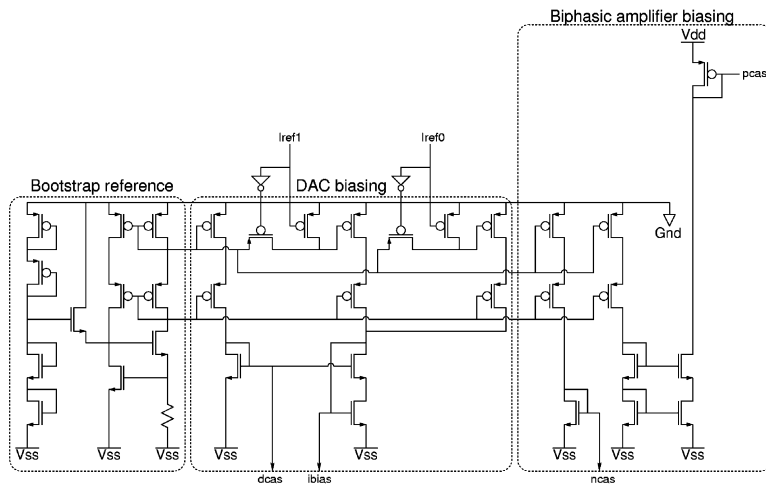 Biphasic amplifier biasing
Vdd
pcas
Iref1
Iref0
Bootstrap reference
DAC biasing
Gnd
Vss
Vss
Vss
Vss
Vss
Vss
Vss
Vss
dcas
ibias
ncas